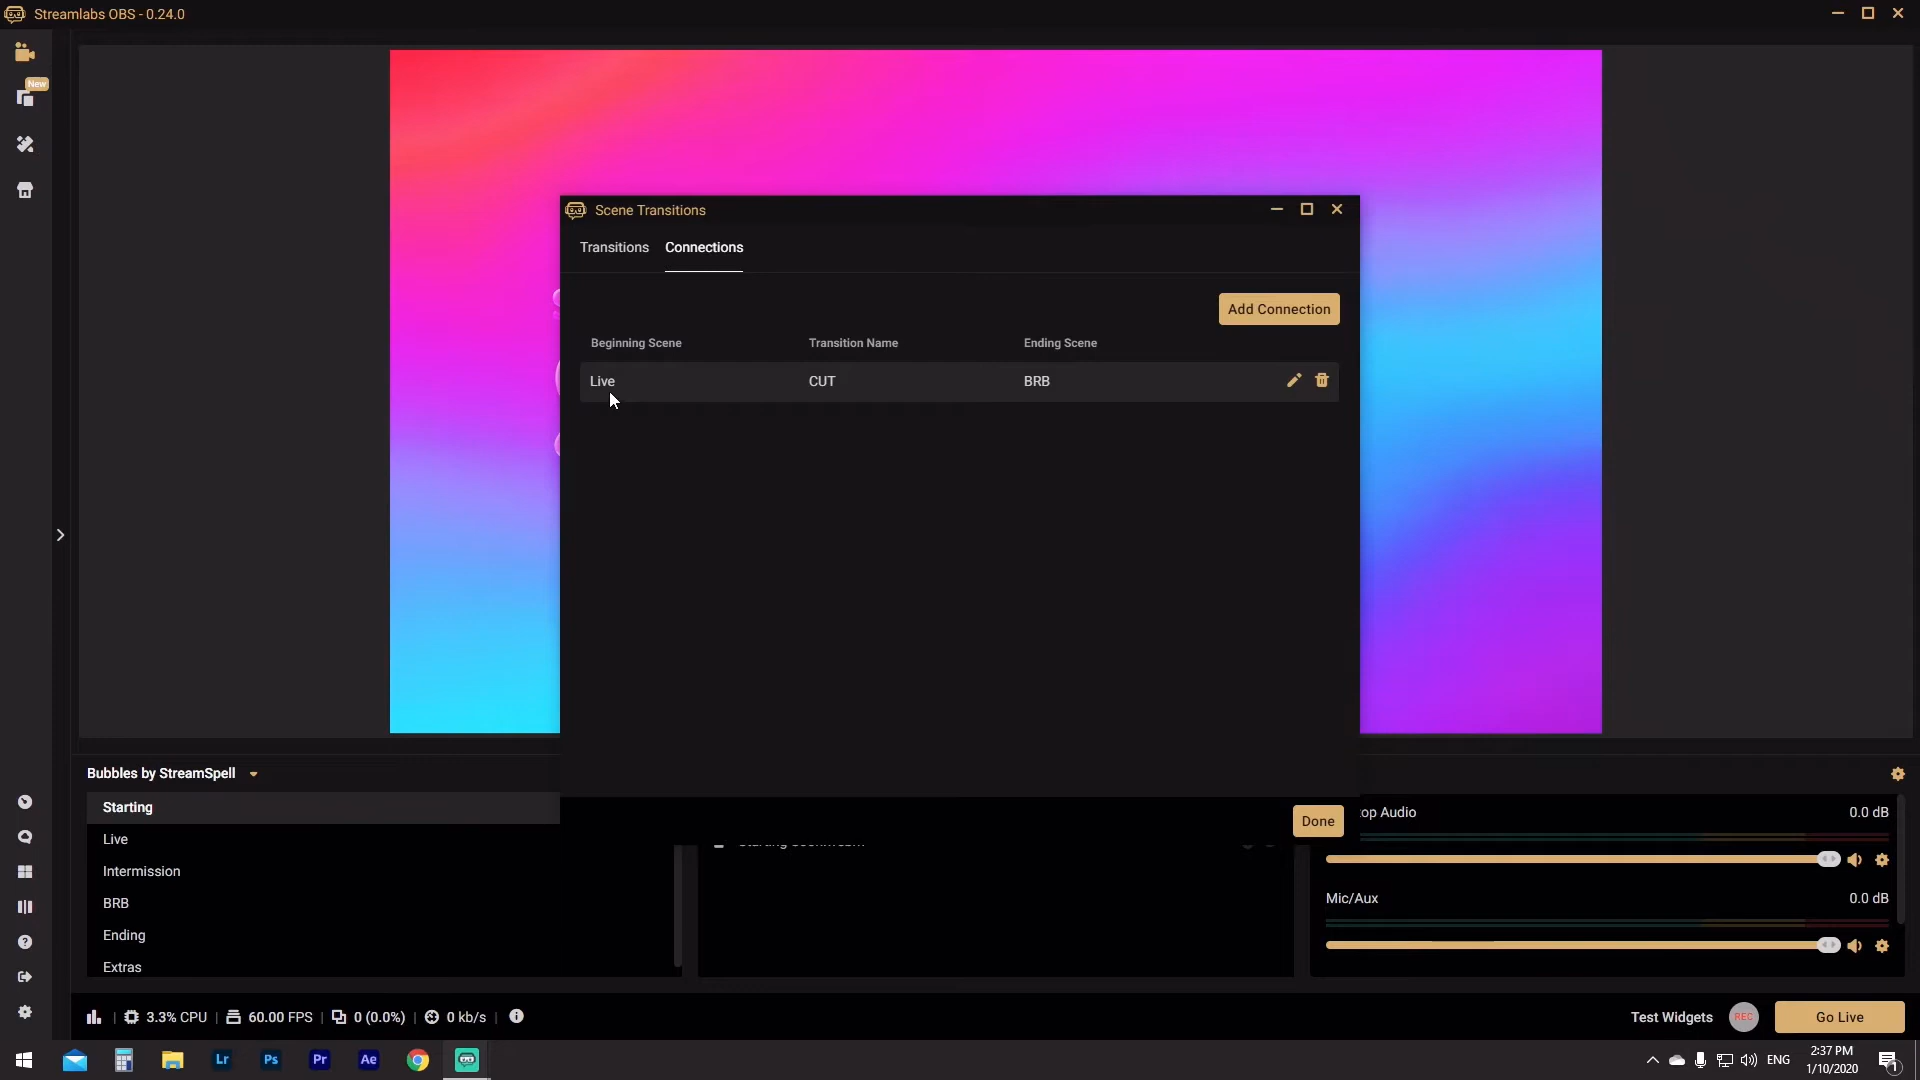 Streamlabs OBS - 0.24.0
New
Scene Transitions
Transitions Connections
Add Connection
Beginning Scene Transition Name Ending Scene
Live CUT BRB
Done
Bubbles by StreamSpell
Starting
Live
Intermission
BRB
Ending
Extras
op Audio 0.0 dB
Mic/Aux 0.0 dB
3.3% CPU 60.00 FPS 0 (0.0%) 0 kb/s
Test Widgets REC Go Live
Lr Ps Pr Ae
ENG
2:37 PM
1/10/2020
1